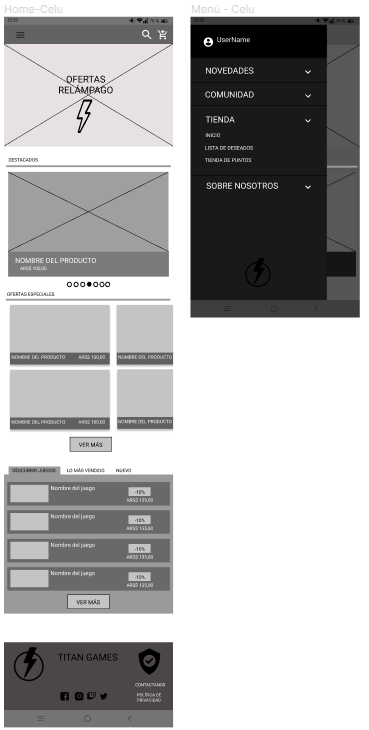 Home-Celu
OFERTAS
RELÁMPAGO
DESTACADOS
NOMBRE DEL PRODUCTO
ARS$ 100,00
OFERTAS ESPECIALES
NOMBRE DEL PRODUCTO ARS$ 100,00
NOMBRE DEL PRODUCTO
NOMBRE DEL PRODUCTO ARS$ 100,00
NOMBRE DEL PRODUCTO
VER MÁS
DESCUBRIR JUEGOS LO MÁS VENDIDO NUEVO
Nombre del juego
-10%
ARS$ 135,00
Nombre del juego
-10%
ARS$ 135,00
Nombre del juego
-10%
ARS$ 135,00
Nombre del juego
-10%
ARS$ 135,00
VER MÁS
TITAN GAMES
CONTACTANOS
POLÍTICA DE
PRIVACIDAD
Menú - Celu
UserName
NOVEDADES
COMUNIDAD
TIENDA
INICIO
LISTA DE DESEADOS
TIENDA DE PUNTOS
SOBRE NOSOTROS